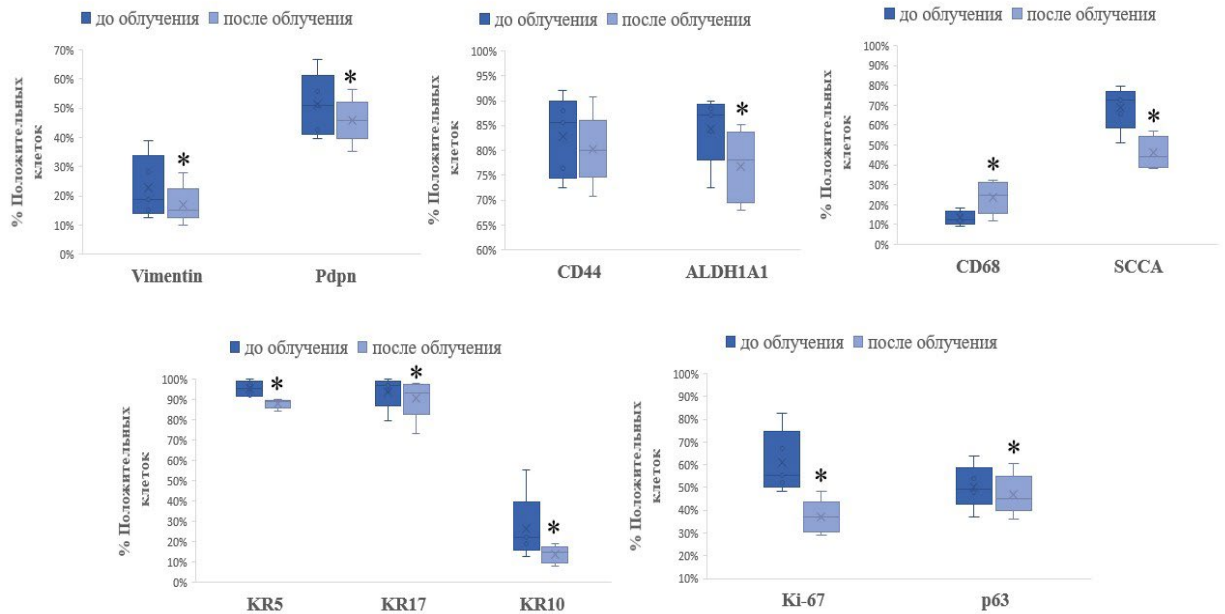 до облучения после облучения
% Положительных
клеток
70%
60%
50%
40%
30%
20%
10%
0%
*
*
Vimentin Pdpn
до облучения после облучения
% Положительных
клеток
100%
95%
90%
85%
80%
75%
70%
65%
60%
*
CD44 ALDH1A1
до облучения после облучения
% Положительных
клеток
100%
90%
80%
70%
60%
50%
40%
30%
20%
10%
0%
*
*
CD68 SCCA
до облучения после облучения
% Положительных
клеток
100%
90%
80%
70%
60%
50%
40%
30%
20%
10%
0%
*
*
*
KR5 KR17 KR10
до облучения после облучения
% Положительных
клеток
100%
90%
80%
70%
60%
50%
40%
30%
20%
10%
*
*
Ki-67 p63